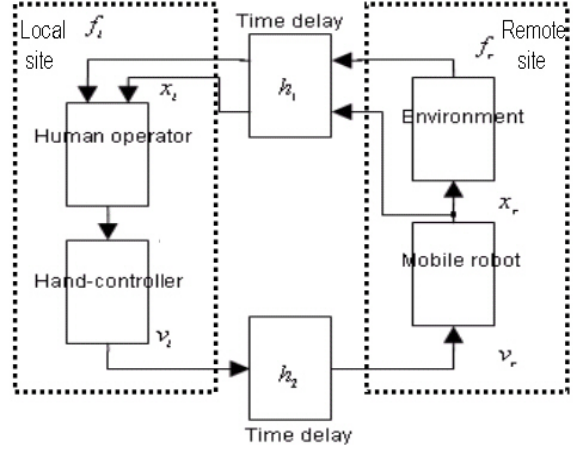 Time delay
Local site
f_l
h_1
f_r
Remote site
x_l
Human operator
Environment
x_r
Hand-controller
Mobile robot
v_l
h_2
v_r
Time delay